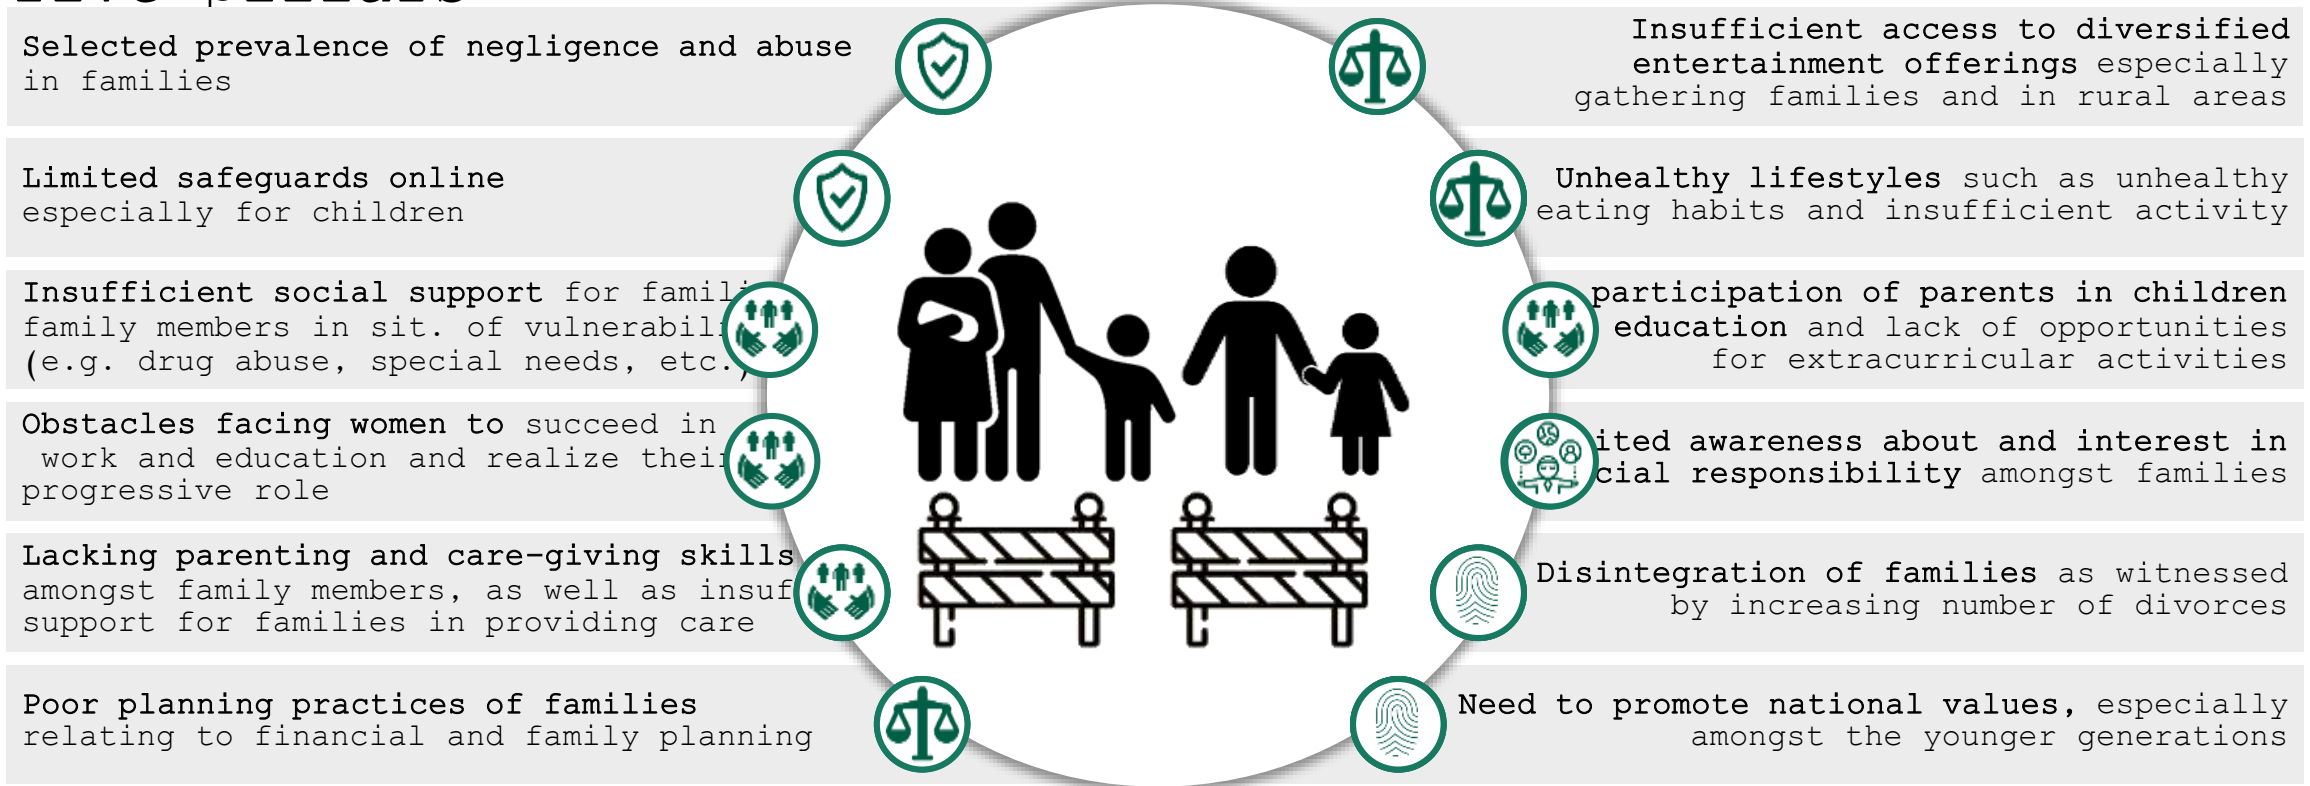 Selected prevalence of negligence and abuse
in families
Limited safeguards online
especially for children
Insufficient social support for
family members in sit. of
(e.g. drug abuse, special needs, etc.)
Obstacles facing women to succeed in
work and education and realize their
progressive role
Lacking parenting and care-giving skills
amongst family members, as well as
support for families in providing care
Poor planning practices of families
relating to financial and family planning
Insufficient access to diversified
entertainment offerings especially
gathering families and in rural areas
Unhealthy lifestyles such as unhealthy
eating habits and insufficient activity
participation of parents in children
education and lack of opportunities
for extracurricular activities
awareness about and interest in
responsibility amongst families
Disintegration of families as witnessed
by increasing number of divorces
Need to promote national values, especially
amongst the younger generations